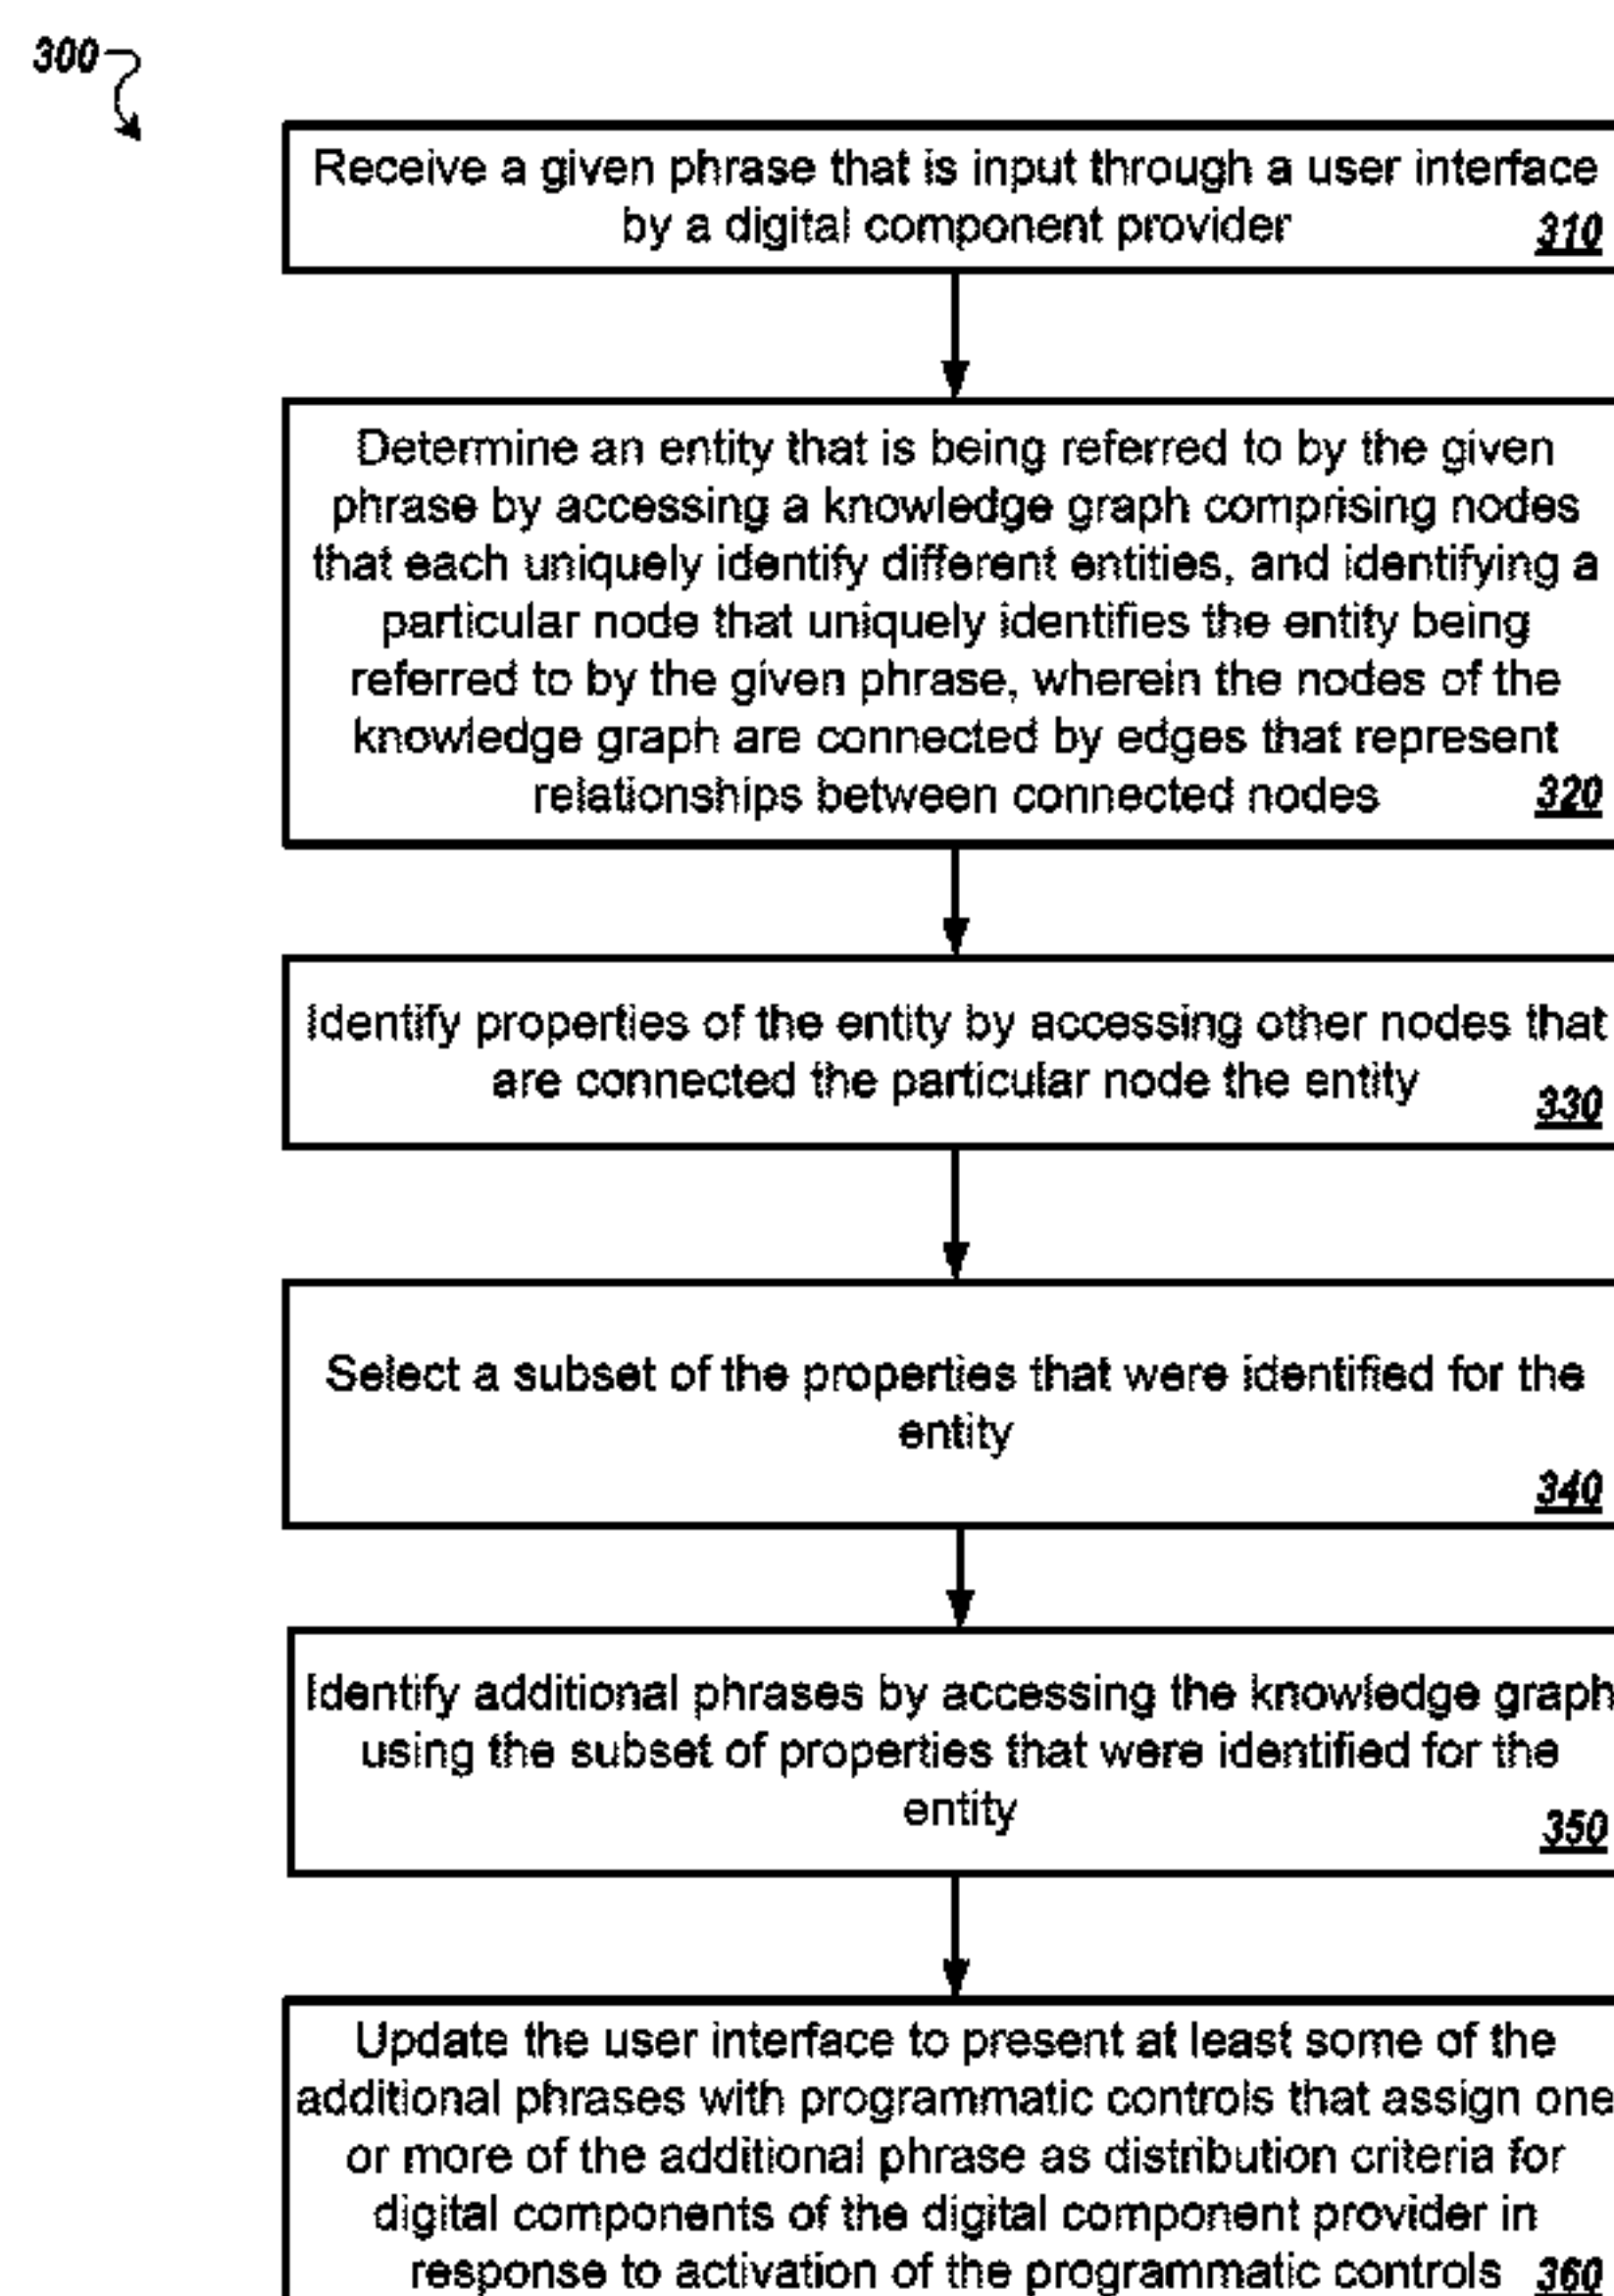 300
Receive a given phrase that is input through a user interface
by a digital component provider
310
Determine an entity that is being referred to by the given
phrase by accessing a knowledge graph comprising nodes
that each uniquely identify different entities, and identifying a
particular node that uniquely identifies the entity being
referred to by the given phrase, wherein the nodes of the
knowledge graph are connected by edges that represent
relationships between connected nodes
320
Identify properties of the entity by accessing other nodes that
are connected the particular node the entity
330
Select a subset of the properties that were identified for the
entity
340
Identify additional phrases by accessing the knowledge graph
using the subset of properties that were identified for the
entity
350
Update the user interface to present at least some of the
additional phrases with programmatic controls that assign one
or more of the additional phrase as distribution criteria for
digital components of the digital component provider in
response to activation of the programmatic controls
360